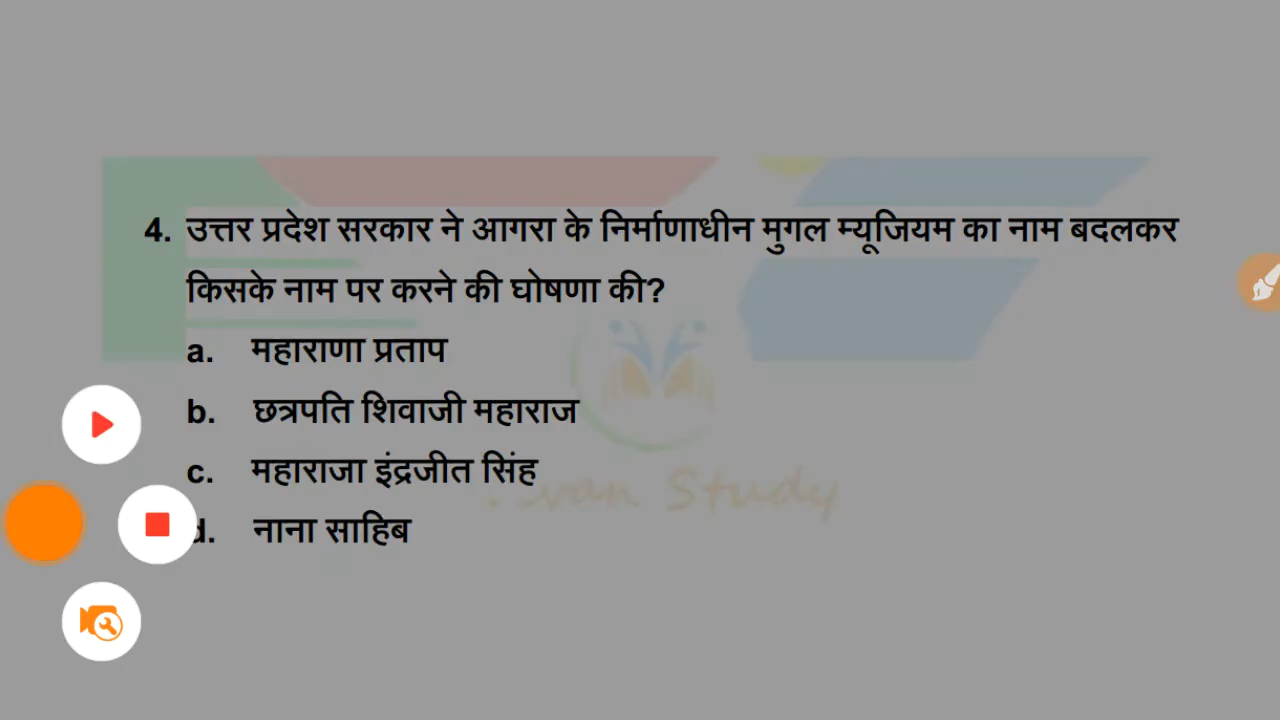 4. उत्तर प्रदेश सरकार ने आगरा के निर्माणाधीन मुगल म्यूजियम का नाम बदलकर
किसके नाम पर करने की घोषणा की?
a. महाराणा प्रताप
b. छत्रपति शिवाजी महाराज
c. महाराजा इंद्रजीत सिंह
Study
d. नाना साहिब